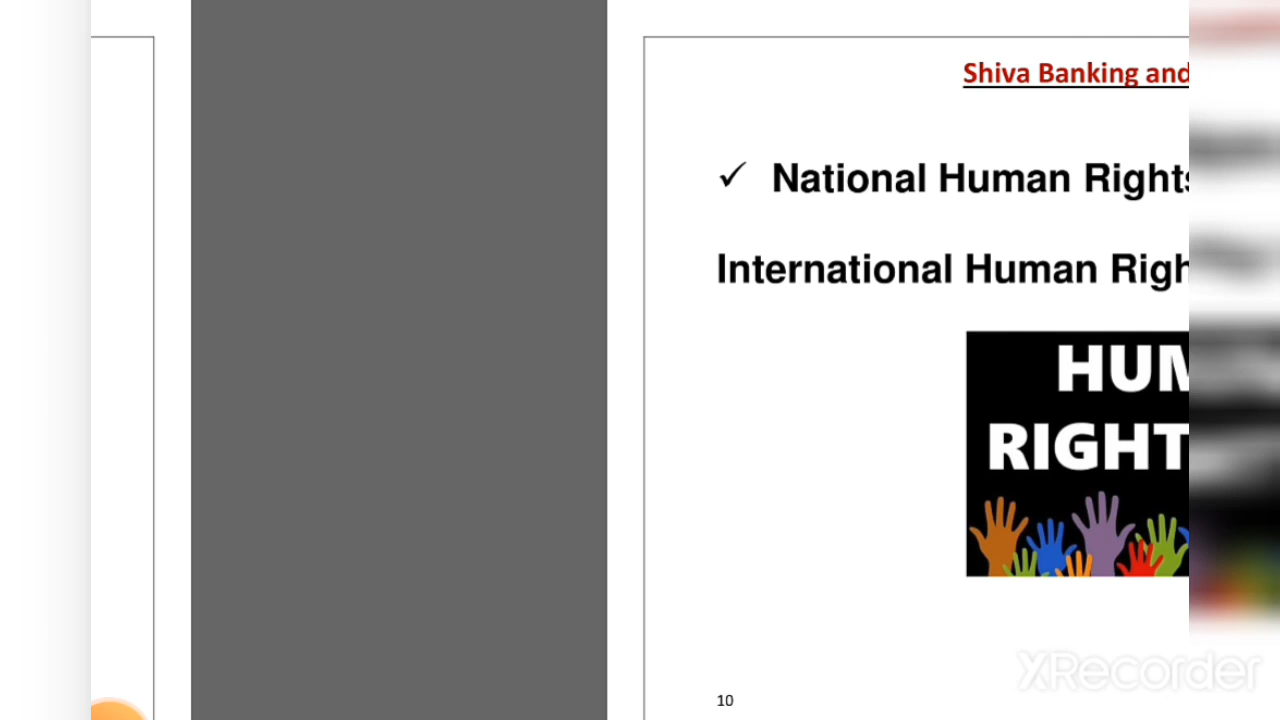 Shiva Banking and
✓ National Human Rights
International Human Righ
HUM
RIGHT
10
XRecorder